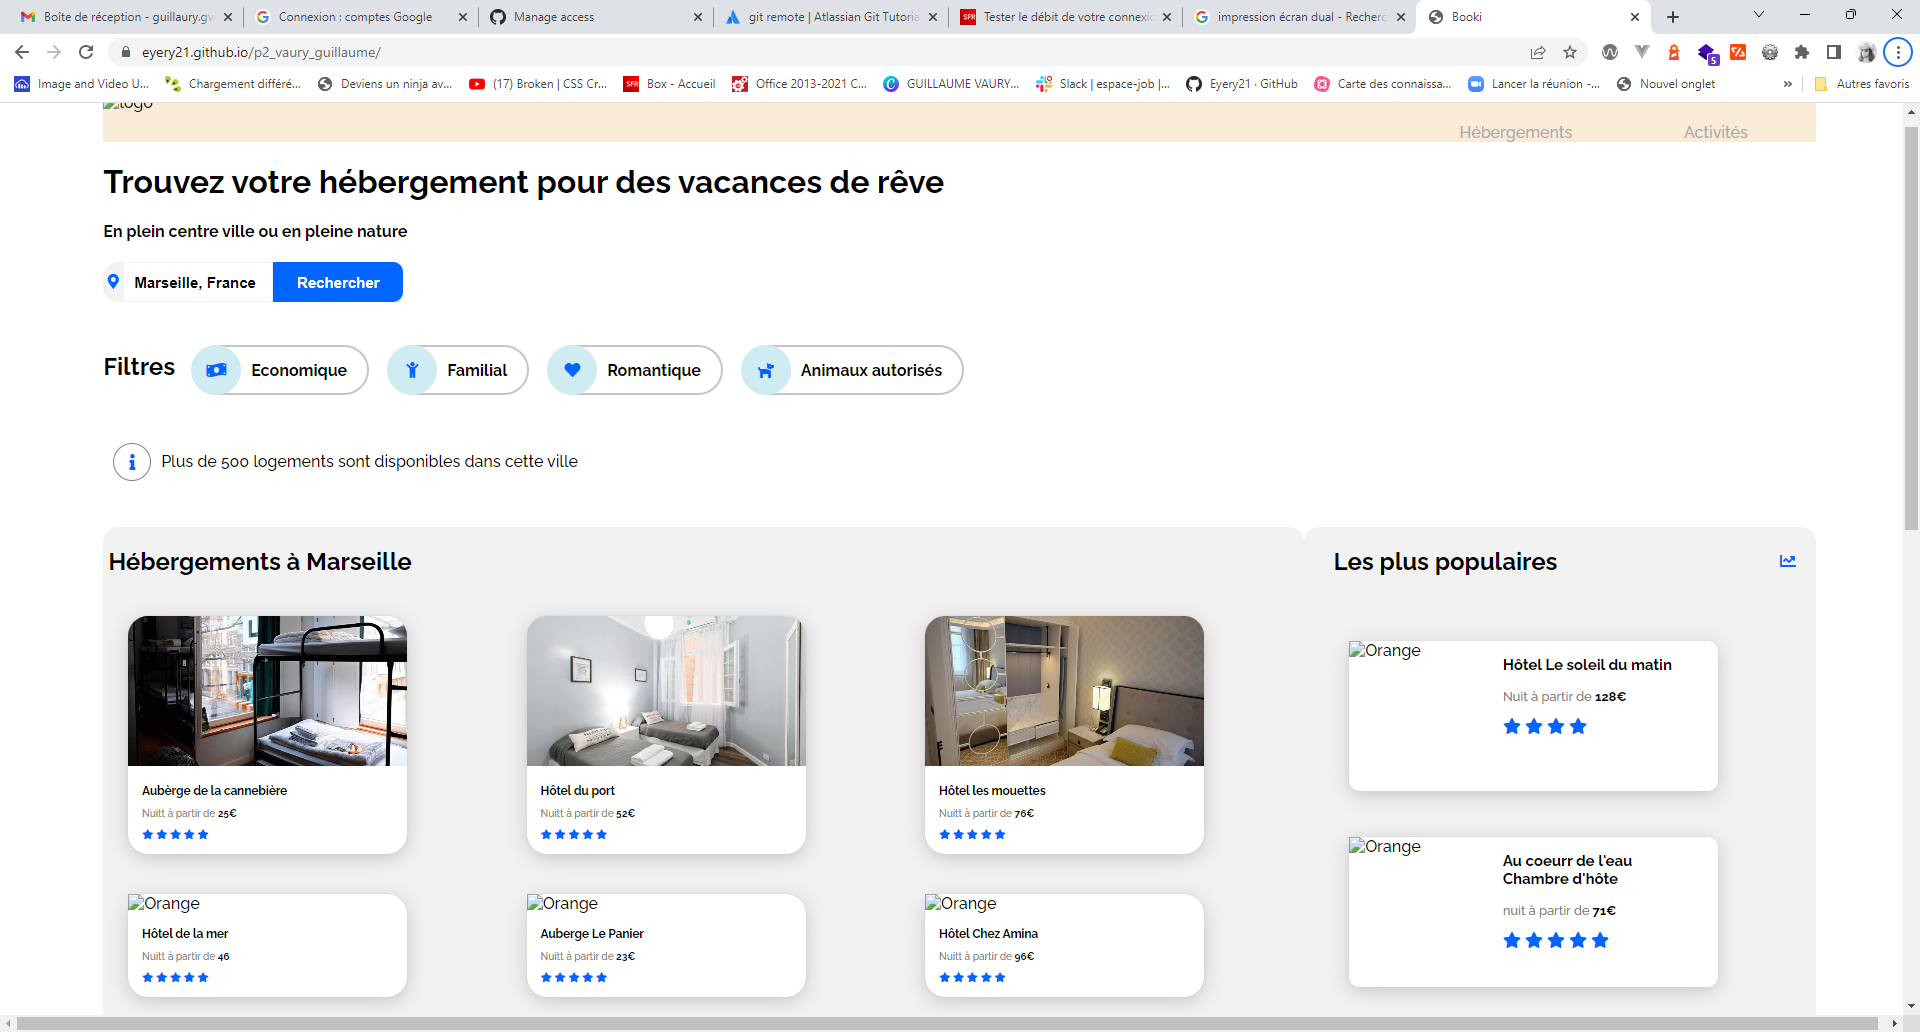 Boîte de réception - guillaury.gv
Connexion : comptes Google
Manage access
git remote | Atlassian Git Tutoria
Tester le débit de votre connexio
impression écran dual - Recherc
Booki
eyery21.github.io/p2_vaury_guillaume/
Image and Video U...
Chargement différé...
Deviens un ninja av...
(17) Broken | CSS Cr...
Box - Accueil
Office 2013-2021 C...
GUILLAUME VAURY...
Slack | espace-job |...
Eyery21 · GitHub
Carte des connaissa...
Lancer la réunion -...
Nouvel onglet
»
Autres favoris
logo
Hébergements
Activités
Trouvez votre hébergement pour des vacances de rêve
En plein centre ville ou en pleine nature
Marseille, France
Rechercher
Filtres
Economique
Familial
Romantique
Animaux autorisés
Plus de 500 logements sont disponibles dans cette ville
Hébergements à Marseille
Aubèrge de la cannebière
Nuitt à partir de 25€
Hôtel du port
Nuitt à partir de 52€
Hôtel les mouettes
Nuitt à partir de 76€
Orange
Hôtel de la mer
Nuitt à partir de 46
Orange
Auberge Le Panier
Nuitt à partir de 23€
Orange
Hôtel Chez Amina
Nuitt à partir de 96€
Les plus populaires
Orange
Hôtel Le soleil du matin
Nuit à partir de 128€
Orange
Au coeurr de l'eau
Chambre d'hôte
nuit à partir de 71€